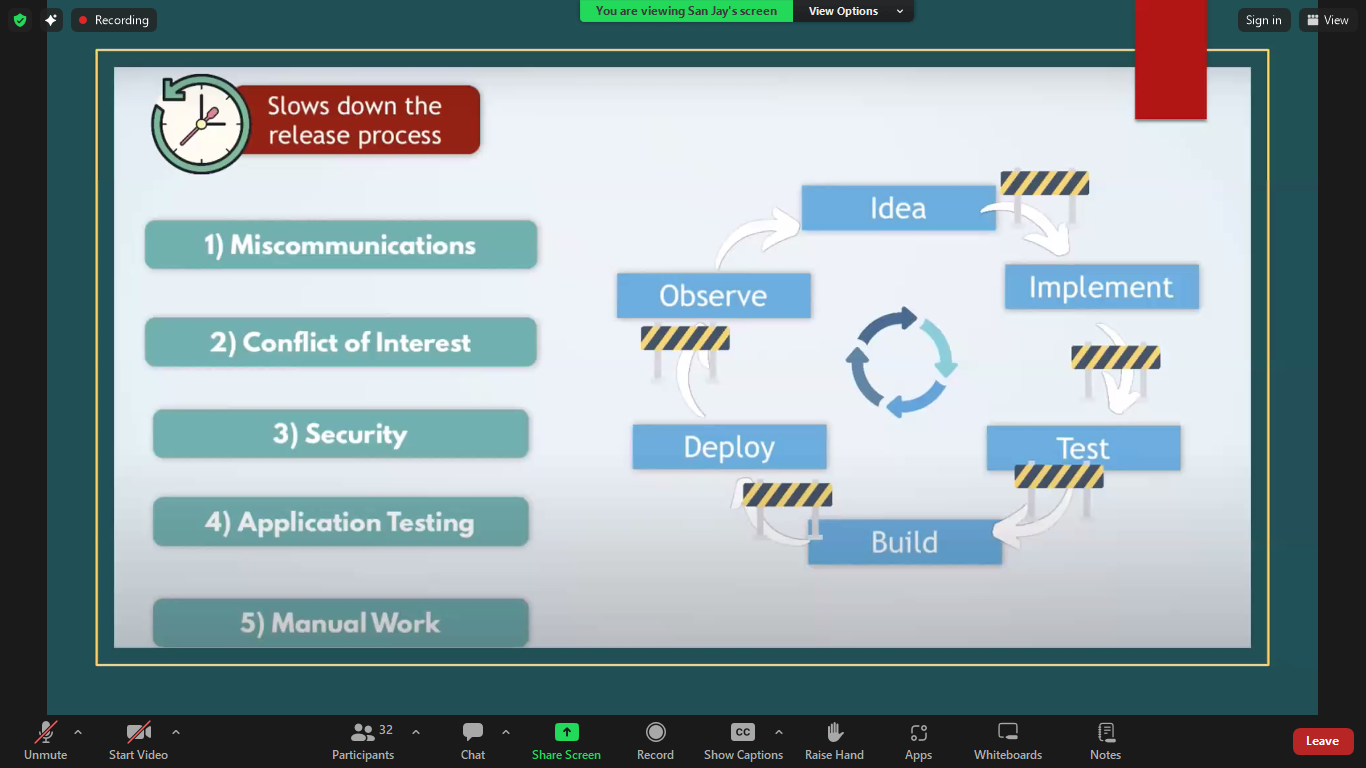 Recording
You are viewing San Jay's screen
View Options
Sign in
View
Slows down the
release process
1) Miscommunications
2) Conflict of Interest
3) Security
4) Application Testing
5) Manual Work
Idea
Implement
Test
Build
Deploy
Observe
Unmute
Start Video
32
Participants
Chat
Share Screen
Record
CC
Show Captions
Raise Hand
Apps
Whiteboards
Notes
Leave